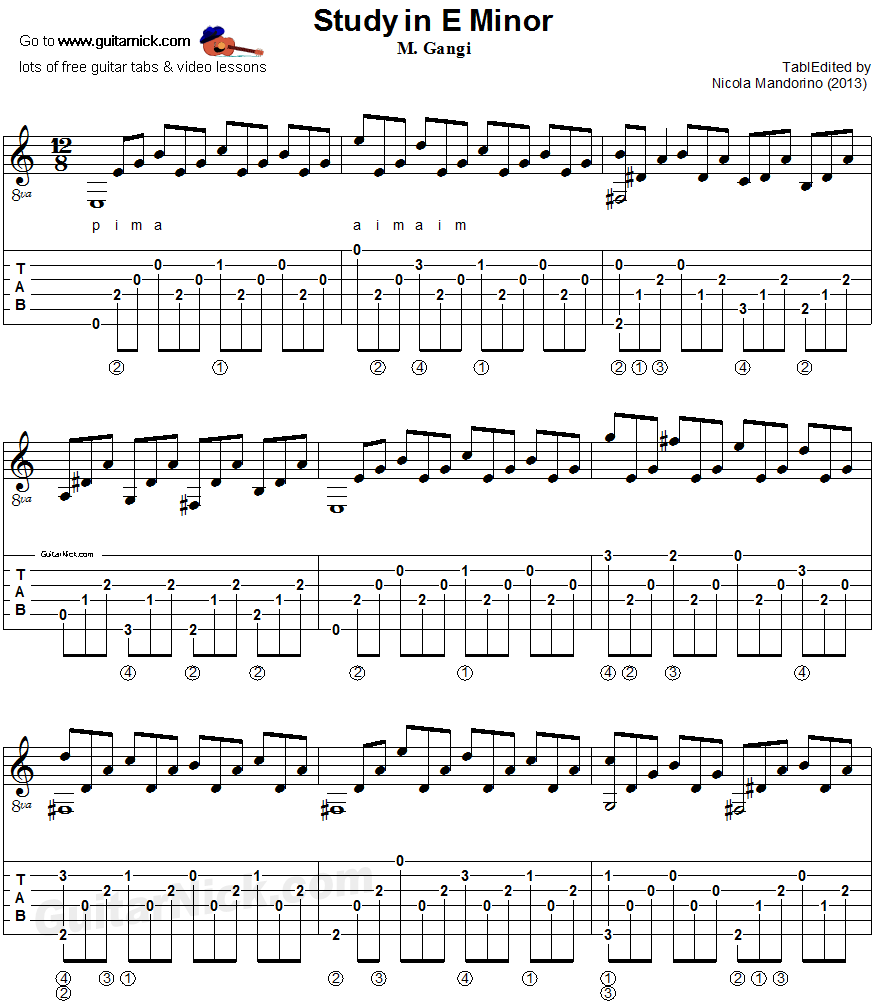 Study in E Minor
M. Gangi
Go to www.guitarnick.com
lots of free guitar tabs & video lessons
TablEdited by
Nicola Mandorino (2013)
12
8
8va
p i m a a i m a i m
T
A
B
0 2 0 0 2 0 1 2 0 0 2 0 0 2 0 3 2 0 1 2 0 0 2 0 0 2 1 2 0 1 2 3 1 2 2 1 2
2 1 2 4 1 2 1 3 4 2
8va
GuitarNick.com
T
A
B
0 1 2 3 1 2 2 1 2 2 1 2 0 2 0 0 2 0 1 2 0 0 2 0 3 2 0 2 2 0 0 2 0 3 2 0
4 2 2 2 1 4 2 3 4
8va
GuitarNick.com
T
A
B
3 2 0 2 1 0 2 0 0 2 1 0 2 2 0 2 0 0 2 3 0 2 1 0 2 1 3 0 0 0 0 0 2 1 2 0 1 2
4 3 1 2 3 4 1 1 2 1 3
2 3